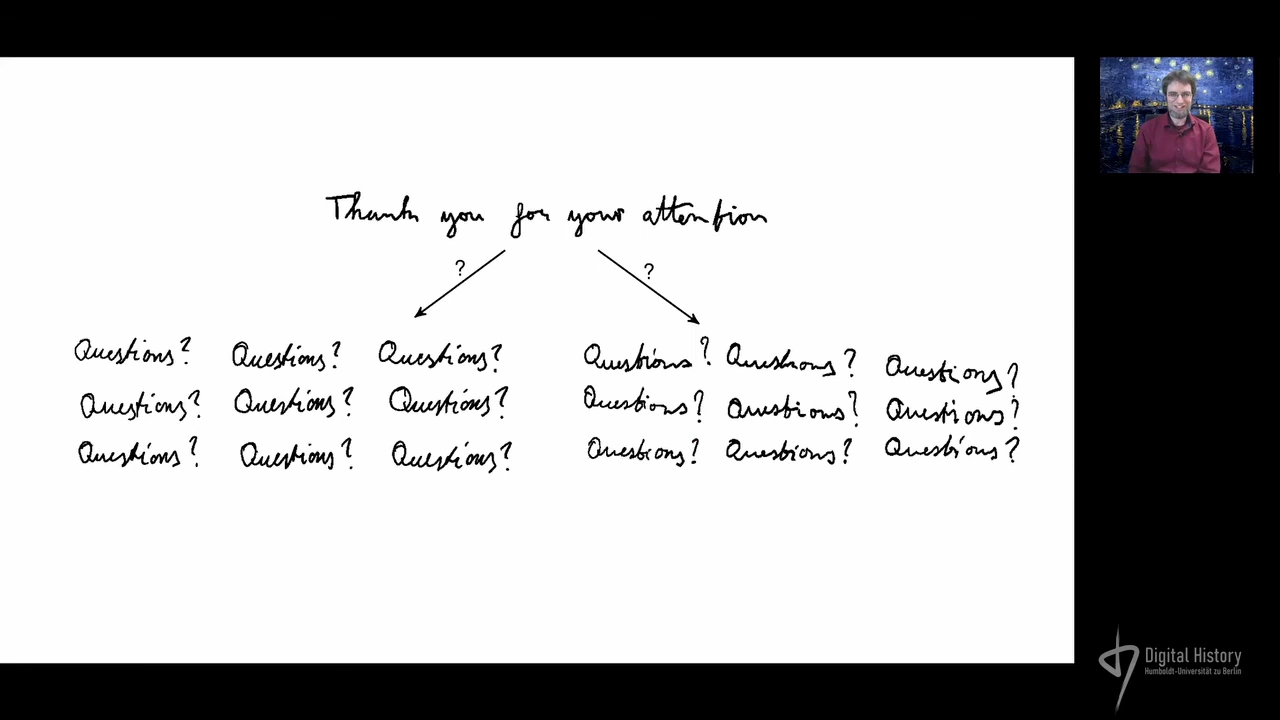 Thank you for your attention
? ?
Questions? Questions? Questions? Questions? Questions? Questions?
Questions? Questions? Questions? Questions? Questions? Questions?
Questions? Questions? Questions? Questions? Questions? Questions?
Digital History
Humboldt-Universität zu Berlin